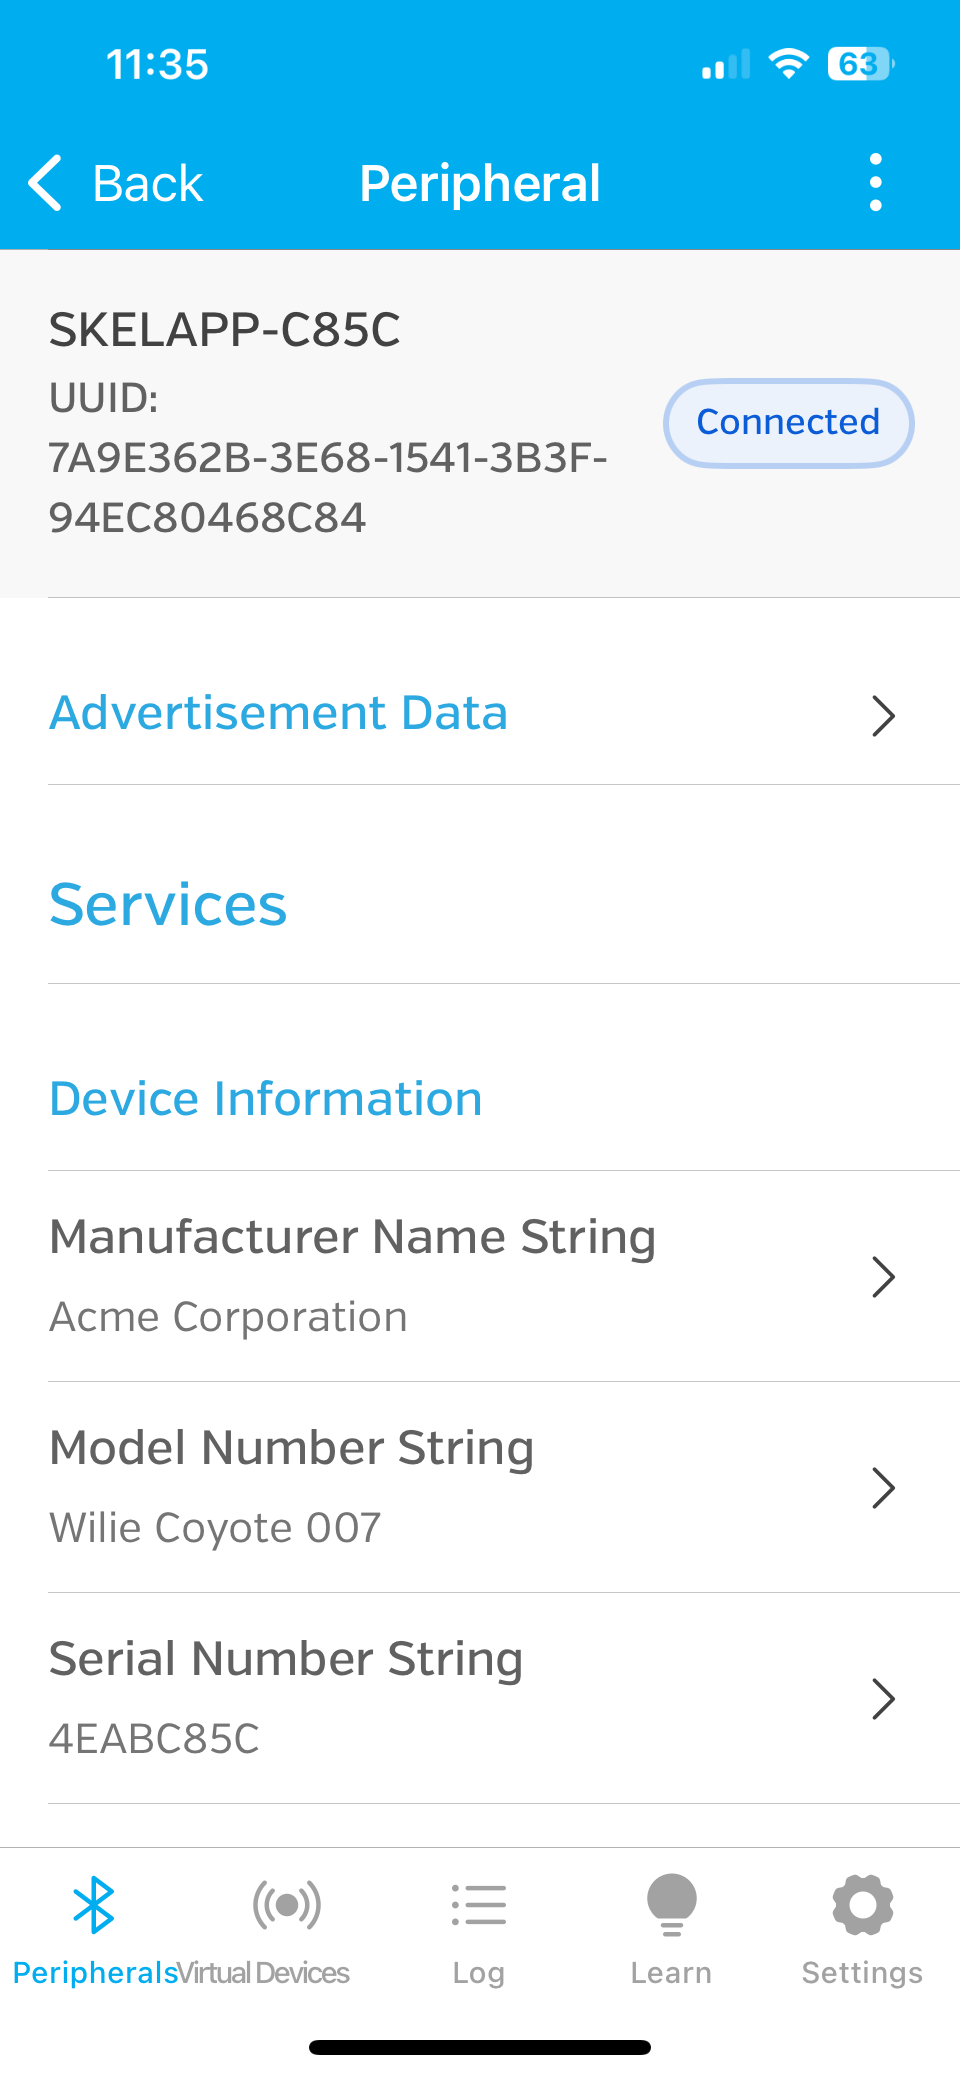 11:35
63
Back
Peripheral
SKELAPP-C85C
UUID:
7A9E362B-3E68-1541-3B3F-
94EC80468C84
Connected
Advertisement Data
Services
Device Information
Manufacturer Name String
Acme Corporation
Model Number String
Wilie Coyote 007
Serial Number String
4EABC85C
Peripherals
Virtual Devices
Log
Learn
Settings